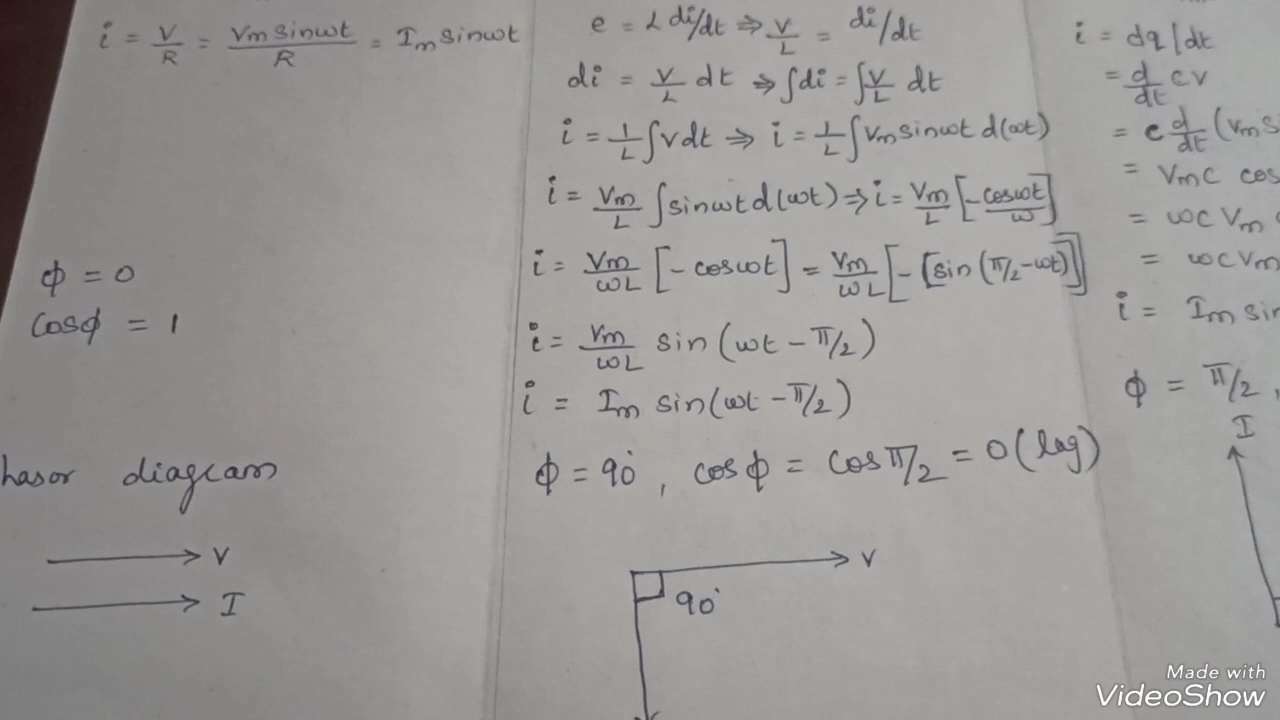 i = V/R = Vm sinωt/R = Im sinωt
ϕ = 0
cosϕ = 1
diagram
V
I
e = L di/dt ⇒ V/L = di/dt
di = V/L dt ⇒ ∫di = ∫V/L dt
i = 1/L ∫v dt ⇒ i = 1/L ∫Vm sinωt d(ωt)
i = Vm/L ∫sinωt d(ωt) ⇒ i = Vm/L [-cosωt/ω]
i = Vm/ωL [-cosωt] = Vm/ωL [-[sin(π/2-ωt)]]
i = Vm/ωL sin(ωt - π/2)
i = Im sin(ωt - π/2)
ϕ = 90°, cosϕ = cos π/2 = 0 (lag)
V
90°
i = dq/dt
= d/dt cv
= c d/dt (Vm
= Vmc cos
= ωc Vm
= ωc Vm
i = Im sin
ϕ = π/2,
I
Made with
VideoShow